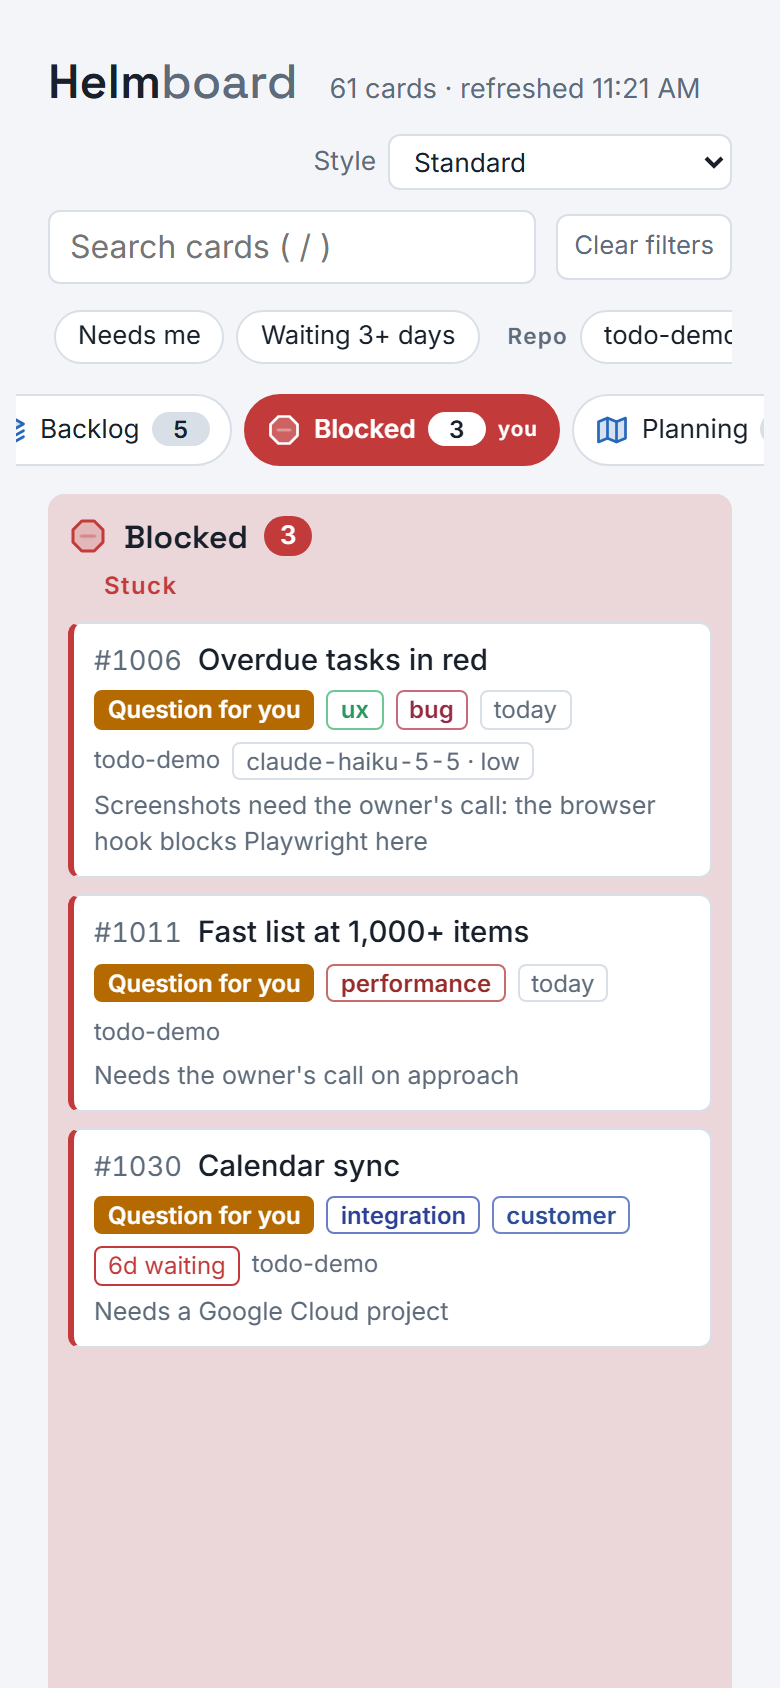 Helmboard 61 cards · refreshed 11:21 AM
Style Standard
Search cards ( / ) Clear filters
Needs me Waiting 3+ days Repo todo-demo
Backlog 5 Blocked 3 you Planning
Blocked 3
Stuck
#1006 Overdue tasks in red
Question for you ux bug today
todo-demo claude-haiku-5-5 · low
Screenshots need the owner's call: the browser
hook blocks Playwright here
#1011 Fast list at 1,000+ items
Question for you performance today
todo-demo
Needs the owner's call on approach
#1030 Calendar sync
Question for you integration customer
6d waiting todo-demo
Needs a Google Cloud project